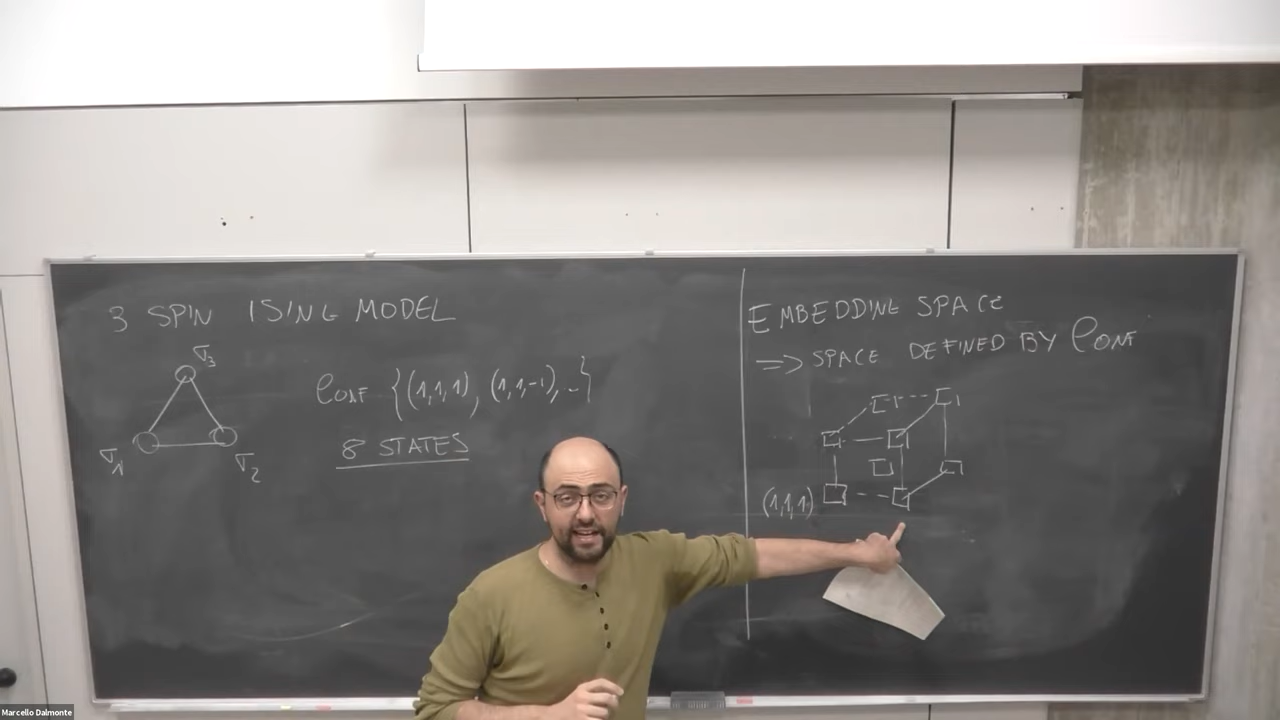 3 SPIN ISING MODEL
σ3
σ1
σ2
Conf {(1,1,1), (1,1,-1), ..}
8 STATES
EMBEDDING SPACE
=> SPACE DEFINED BY Conf
(1,1,1)
Marcello Dalmonte